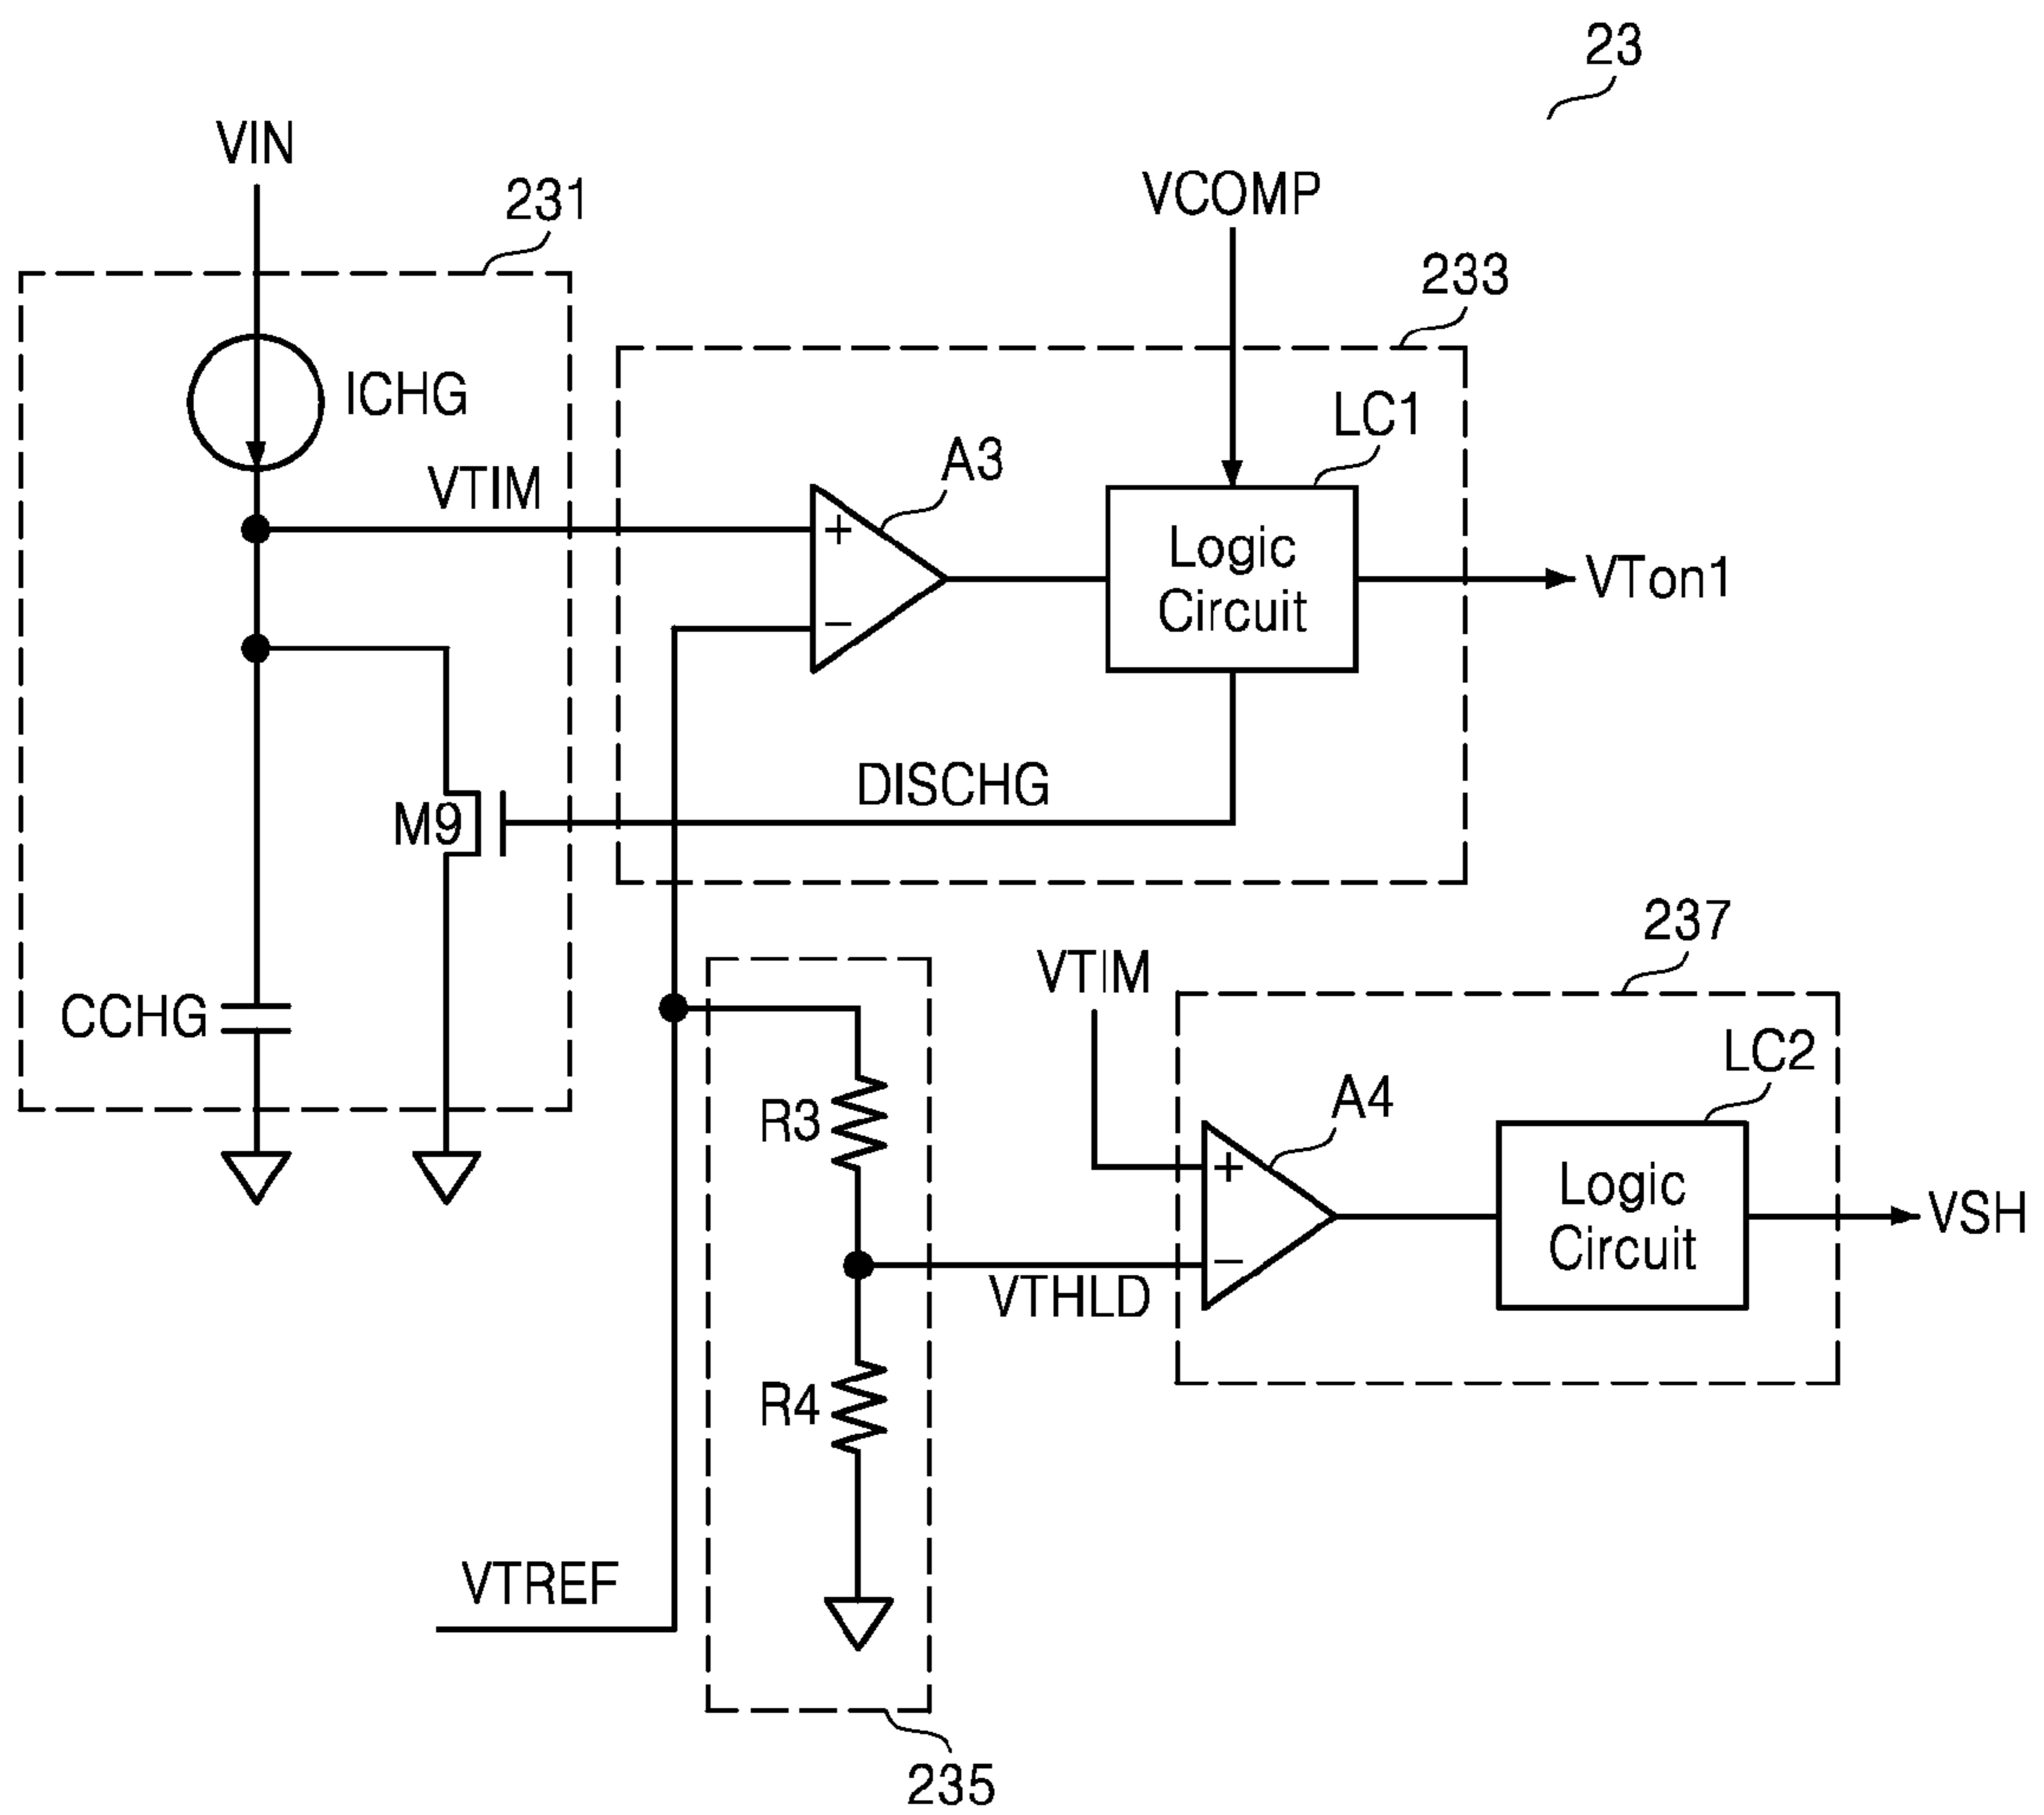 23
VIN
231
VCOMP
233
ICHG
LC1
VTIM
A3
+
Logic
Circuit
VTon1
−
DISCHG
M9
237
VTIM
CCHG
LC2
R3
A4
+
Logic
Circuit
VSH
−
VTHLD
R4
VTREF
235